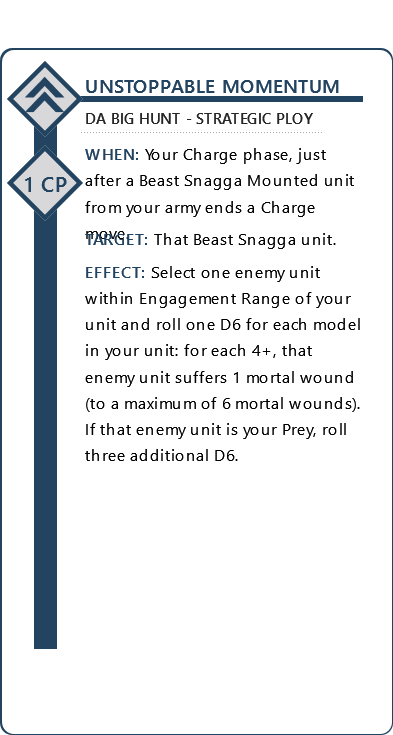 UNSTOPPABLE MOMENTUM
DA BIG HUNT - STRATEGIC PLOY
WHEN: Your Charge phase, just
after a Beast Snagga Mounted unit
from your army ends a Charge
move.
TARGET: That Beast Snagga unit.
1 CP
EFFECT: Select one enemy unit
within Engagement Range of your
unit and roll one D6 for each model
in your unit: for each 4+, that
enemy unit suffers 1 mortal wound
(to a maximum of 6 mortal wounds).
If that enemy unit is your Prey, roll
three additional D6.